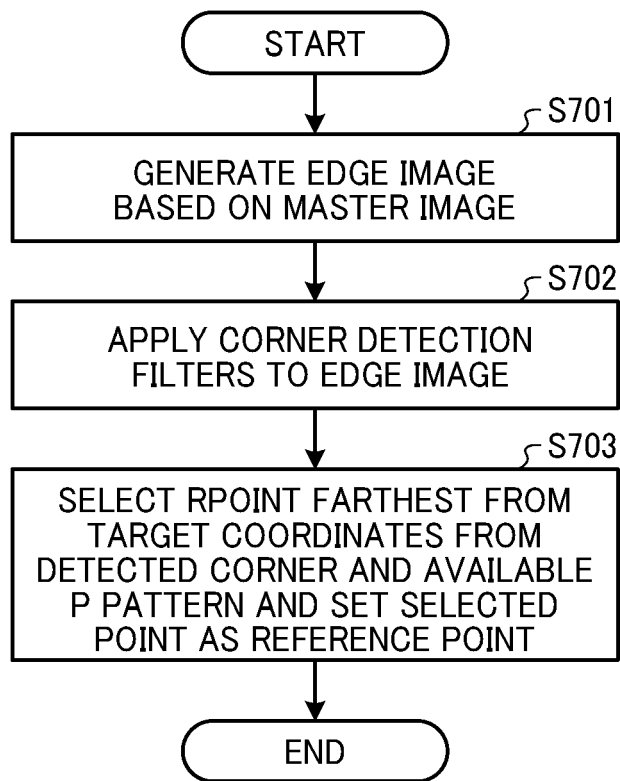 START
S701
GENERATE EDGE IMAGE
BASED ON MASTER IMAGE
S702
APPLY CORNER DETECTION
FILTERS TO EDGE IMAGE
S703
SELECT RPOINT FARTHEST FROM
TARGET COORDINATES FROM
DETECTED CORNER AND AVAILABLE
P PATTERN AND SET SELECTED
POINT AS REFERENCE POINT
END